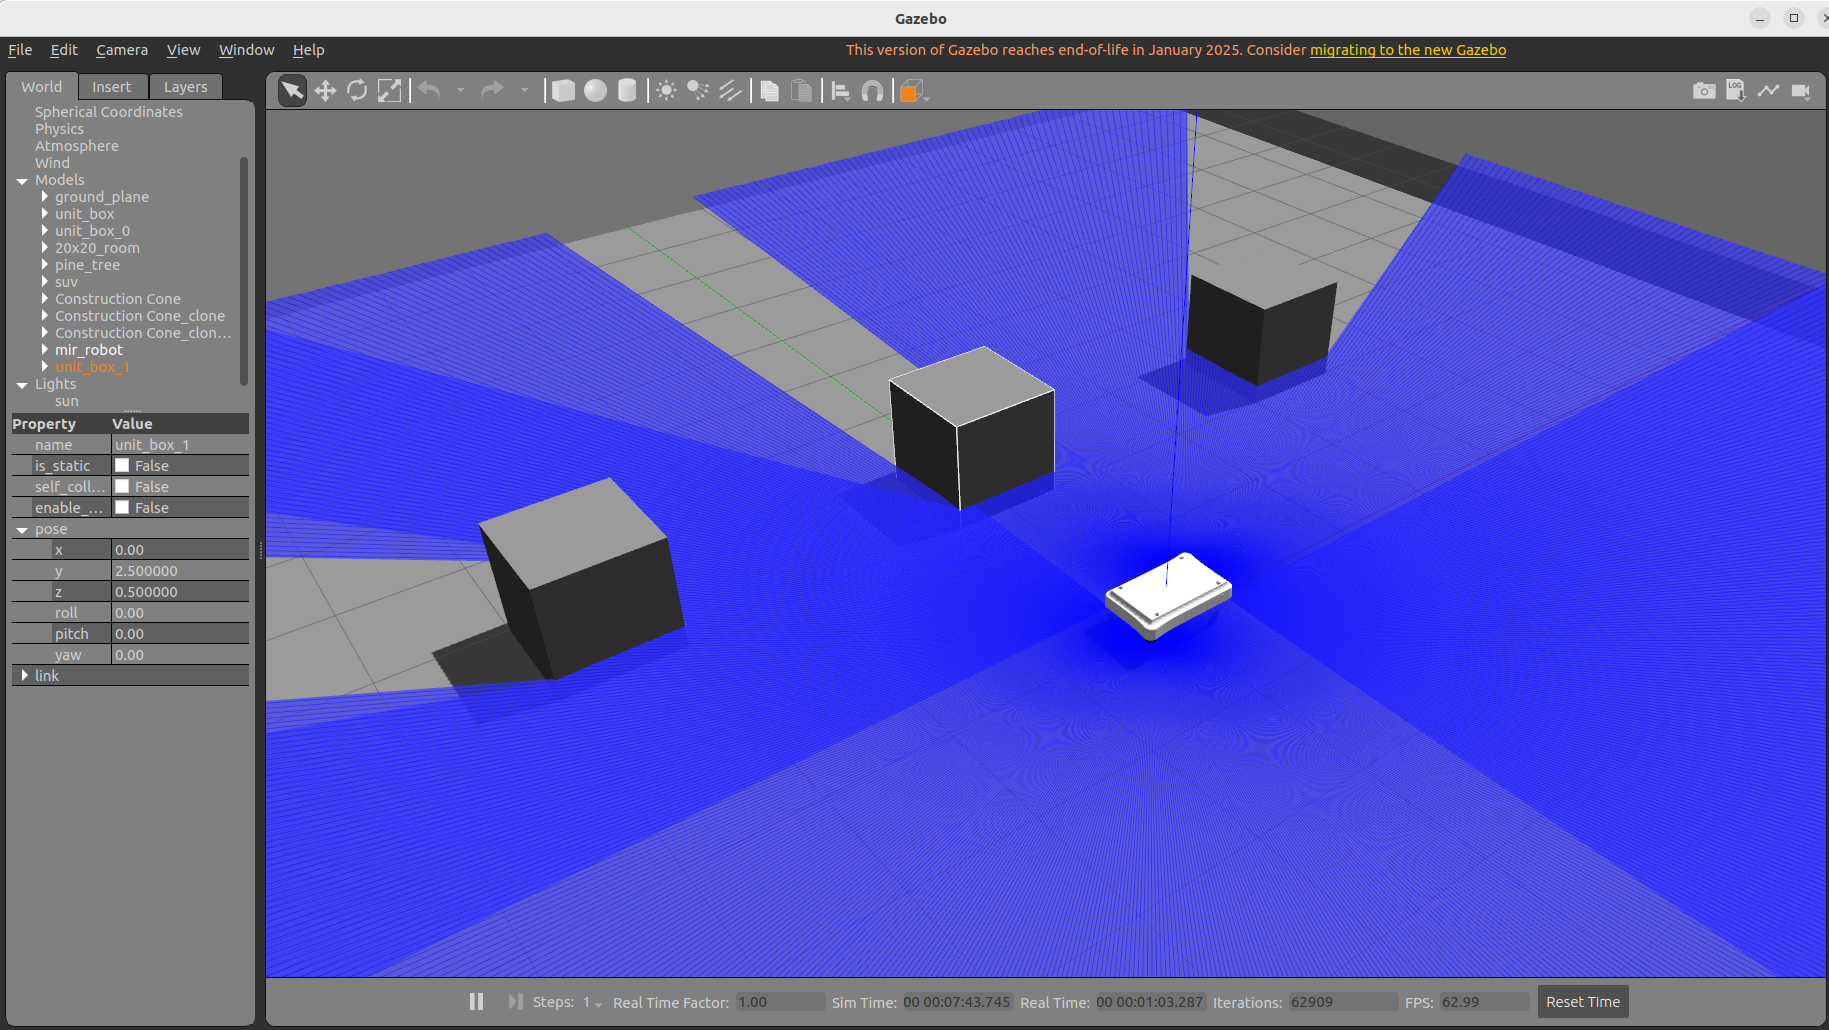 Gazebo
File Edit Camera View Window Help
This version of Gazebo reaches end-of-life in January 2025. Consider migrating to the new Gazebo
World Insert Layers
LOG
Spherical Coordinates
Physics
Atmosphere
Wind
Models
ground_plane
unit_box
unit_box_0
20x20_room
pine_tree
suv
Construction Cone
Construction Cone_clone
Construction Cone_clon...
mir_robot
unit_box_1
Lights
sun
Property Value
name unit_box_1
is_static False
self_coll... False
enable_... False
pose
x 0.00
y 2.500000
z 0.500000
roll 0.00
pitch 0.00
yaw 0.00
link
Steps: 1 Real Time Factor: 1.00 Sim Time: 00 00:07:43.745 Real Time: 00 00:01:03.287 Iterations: 62909 FPS: 62.99 Reset Time